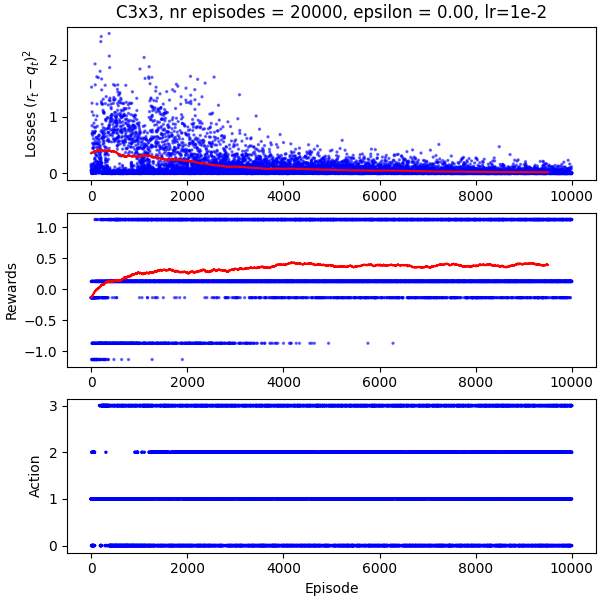 C3x3, nr episodes = 20000, epsilon = 0.00, lr=1e-2
Losses $(r_t - q_t)^2$
2
1
0
0 2000 4000 6000 8000 10000
Rewards
1.0
0.5
0.0
−0.5
−1.0
0 2000 4000 6000 8000 10000
Action
3
2
1
0
0 2000 4000 6000 8000 10000
Episode